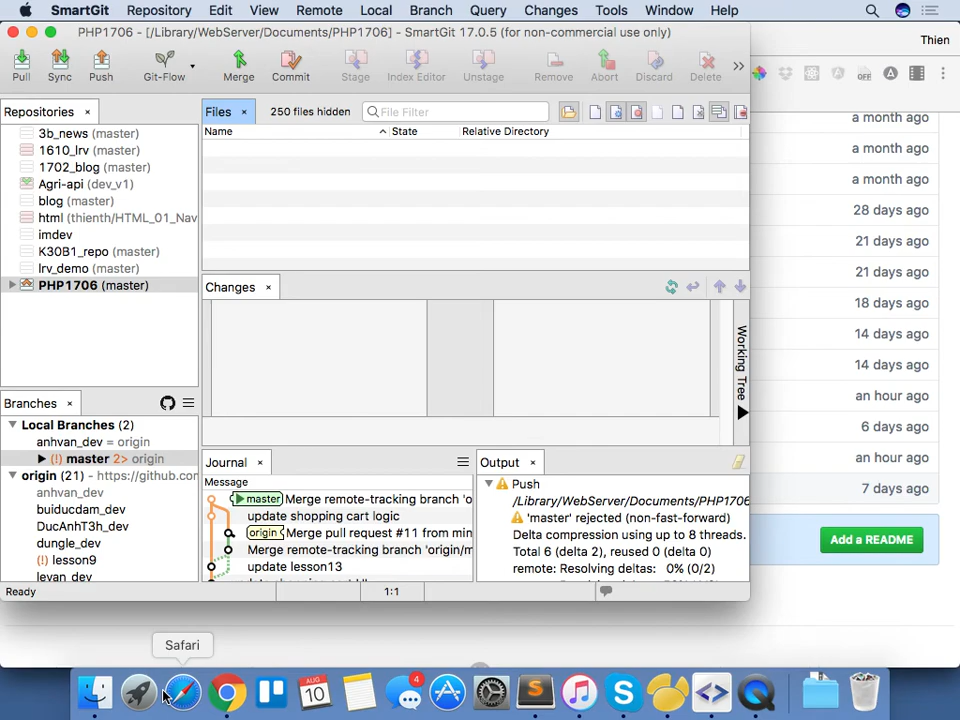 SmartGit Repository Edit View Remote Local Branch Query Changes Tools Window Help
PHP1706 - [/Library/WebServer/Documents/PHP1706] - SmartGit 17.0.5 (for non-commercial use only)
Thien
Pull Sync Push Git-Flow Merge Commit Stage Index Editor Unstage Remove Abort Discard Delete »
OFF
Repositories ×
Files × 250 files hidden File Filter
Name State Relative Directory
3b_news (master)
1610_lrv (master)
1702_blog (master)
Agri-api (dev_v1)
blog (master)
html (thienth/HTML_01_Nav
imdev
K30B1_repo (master)
lrv_demo (master)
PHP1706 (master)
a month ago
a month ago
a month ago
28 days ago
21 days ago
21 days ago
18 days ago
14 days ago
14 days ago
an hour ago
6 days ago
an hour ago
7 days ago
Add a README
Changes ×
Working Tree
Branches ×
Local Branches (2)
anhvan_dev = origin
(!) master 2> origin
origin (21) - https://github.com
anhvan_dev
buiducdam_dev
DucAnhT3h_dev
dungle_dev
(!) lesson9
levan_dev
Journal ×
Message
master Merge remote-tracking branch 'o
update shopping cart logic
origin Merge pull request #11 from min
Merge remote-tracking branch 'origin/m
update lesson13
Output ×
Push
/Library/WebServer/Documents/PHP1706
'master' rejected (non-fast-forward)
Delta compression using up to 8 threads.
Total 6 (delta 2), reused 0 (delta 0)
remote: Resolving deltas: 0% (0/2)
Ready
1:1
Safari
4
AUG
10